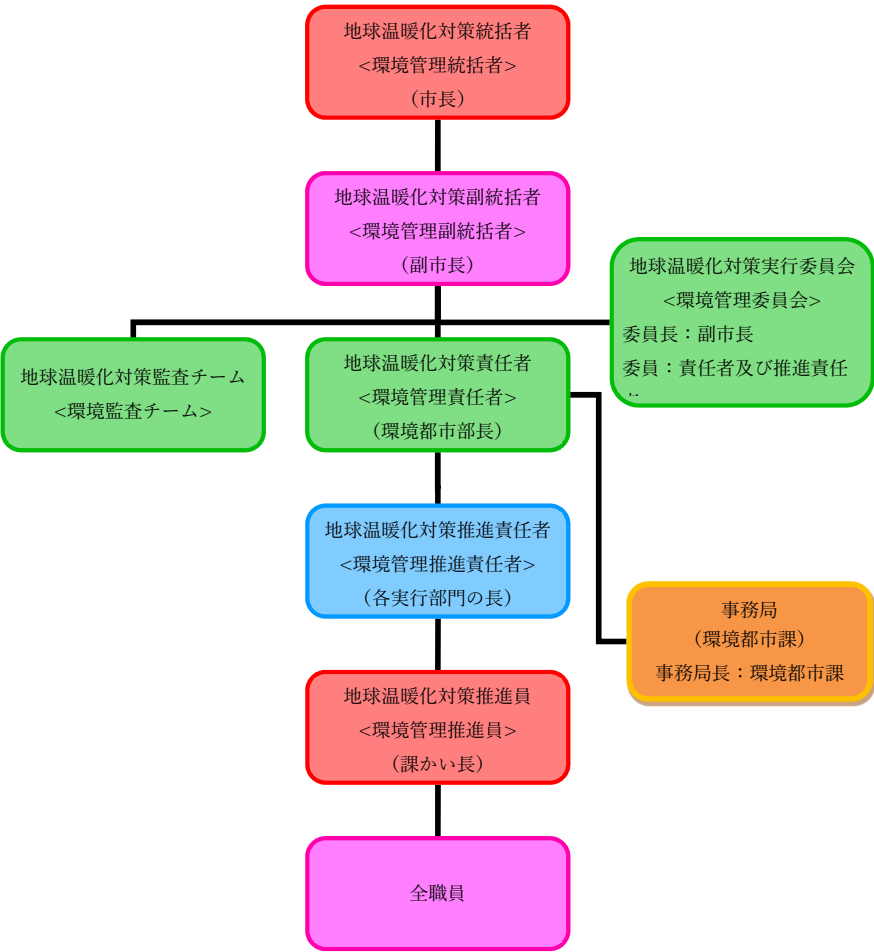 地球温暖化対策統括者
<環境管理統括者>
（市長）
地球温暖化対策副統括者
<環境管理副統括者>
（副市長）
地球温暖化対策実行委員会
<環境管理委員会>
委員長：副市長
委員：責任者及び推進責任
地球温暖化対策監査チーム
<環境監査チーム>
地球温暖化対策責任者
<環境管理責任者>
（環境都市部長）
地球温暖化対策推進責任者
<環境管理推進責任者>
（各実行部門の長）
事務局
（環境都市課）
事務局長：環境都市課
地球温暖化対策推進員
<環境管理推進員>
（課かい長）
全職員